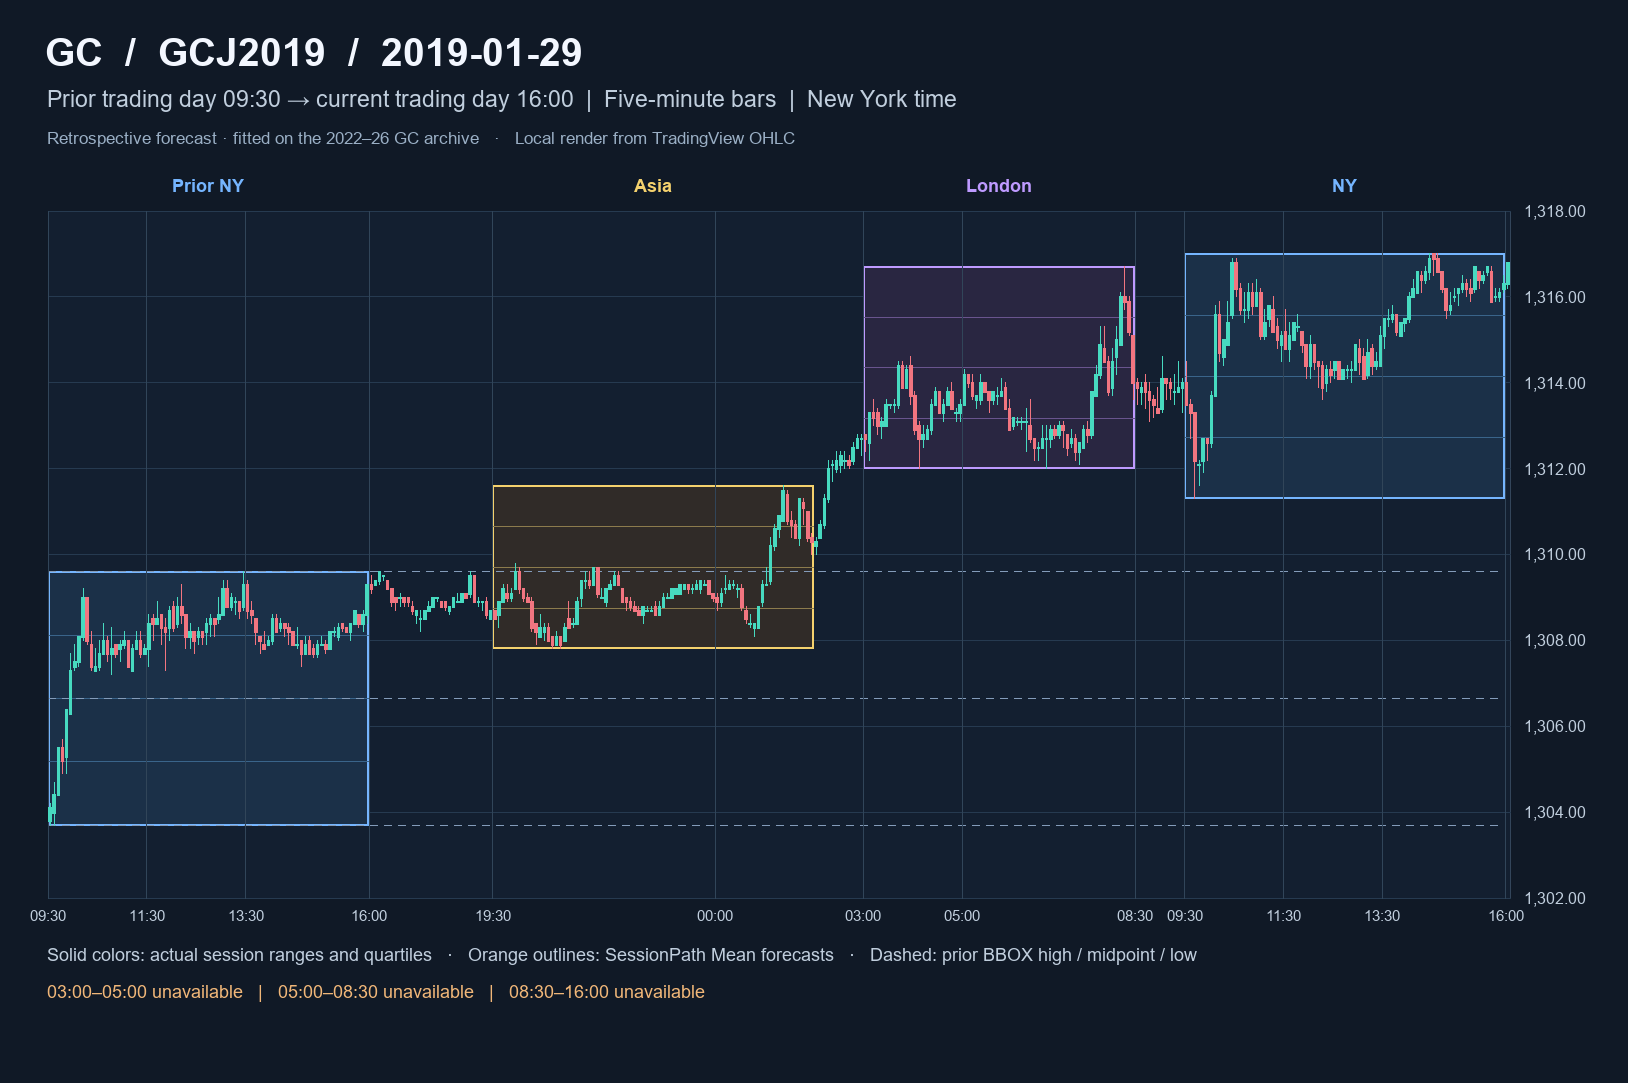 GC / GCJ2019 / 2019-01-29
Prior trading day 09:30 → current trading day 16:00 | Five-minute bars | New York time
Retrospective forecast · fitted on the 2022–26 GC archive · Local render from TradingView OHLC
Prior NY Asia London NY
1,318.00
1,316.00
1,314.00
1,312.00
1,310.00
1,308.00
1,306.00
1,304.00
1,302.00
09:30 11:30 13:30 16:00 19:30 00:00 03:00 05:00 08:30 09:30 11:30 13:30 16:00
Solid colors: actual session ranges and quartiles · Orange outlines: SessionPath Mean forecasts · Dashed: prior BBOX high / midpoint / low
03:00–05:00 unavailable | 05:00–08:30 unavailable | 08:30–16:00 unavailable